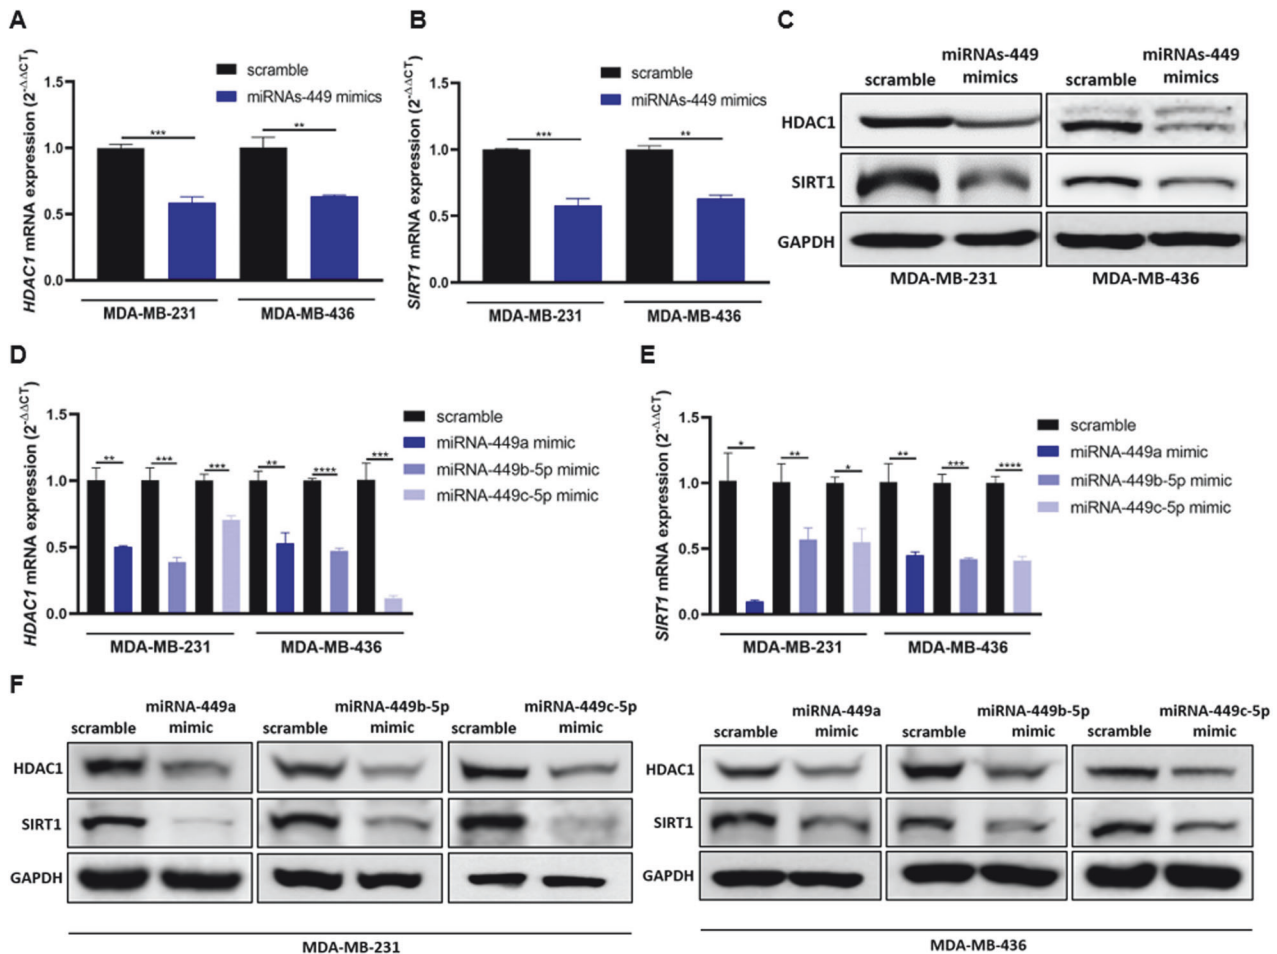 A
HDAC1 mRNA expression (2-ΔΔCT)
scramble
miRNAs-449 mimics
1.5
1.0
0.5
0.0
***
**
MDA-MB-231
MDA-MB-436
B
SIRT1 mRNA expression (2-ΔΔCT)
scramble
miRNAs-449 mimics
1.5
1.0
0.5
0.0
***
**
MDA-MB-231
MDA-MB-436
C
scramble
miRNAs-449
mimics
scramble
miRNAs-449
mimics
HDAC1
SIRT1
GAPDH
MDA-MB-231
MDA-MB-436
D
HDAC1 mRNA expression (2-ΔΔCT)
1.5
1.0
0.5
0.0
**
***
***
**
****
***
scramble
miRNA-449a mimic
miRNA-449b-5p mimic
miRNA-449c-5p mimic
MDA-MB-231
MDA-MB-436
E
SIRT1 mRNA expression (2-ΔΔCT)
1.5
1.0
0.5
0.0
*
**
*
**
***
****
scramble
miRNA-449a mimic
miRNA-449b-5p mimic
miRNA-449c-5p mimic
MDA-MB-231
MDA-MB-436
F
scramble
miRNA-449a
mimic
scramble
miRNA-449b-5p
mimic
scramble
miRNA-449c-5p
mimic
HDAC1
SIRT1
GAPDH
MDA-MB-231
scramble
miRNA-449a
mimic
scramble
miRNA-449b-5p
mimic
scramble
miRNA-449c-5p
mimic
HDAC1
SIRT1
GAPDH
MDA-MB-436